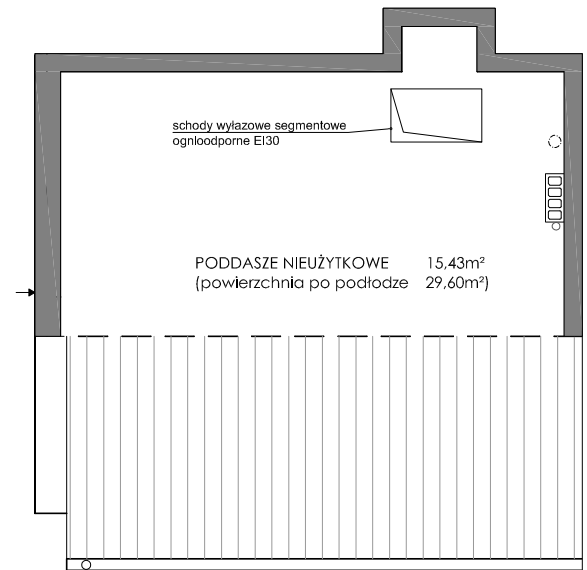 schody wyłazowe segmentowe
ognioodporne EI30
PODDASZE NIEUŻYTKOWE 15,43m²
(powierzchnia po podłodze 29,60m²)